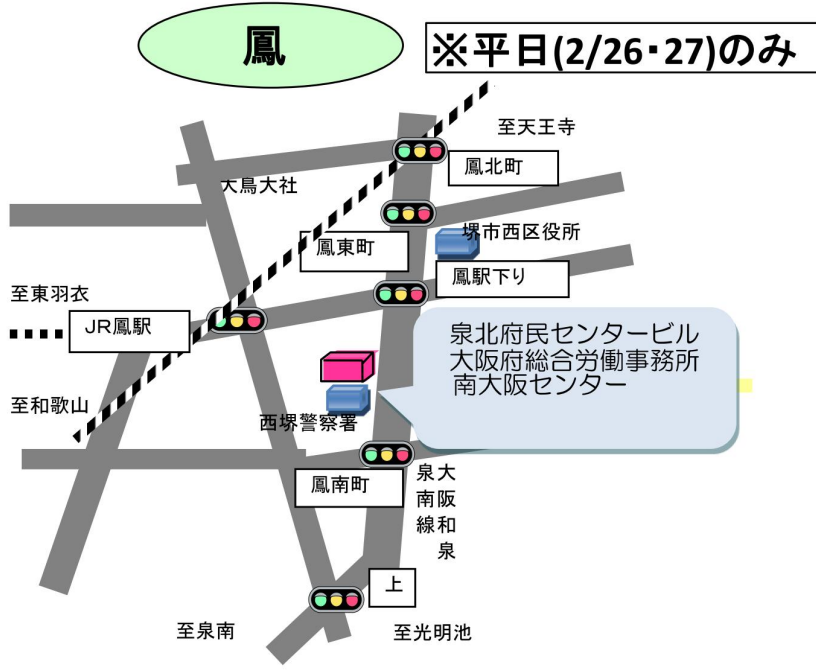 鳳
※平日(2/26・27)のみ
至天王寺
鳳北町
大鳥大社
堺市西区役所
鳳東町
鳳駅下り
至東羽衣
JR鳳駅
泉北府民センタービル
大阪府総合労働事務所
南大阪センター
至和歌山
西堺警察署
鳳南町
大阪和泉
泉南線
上
至泉南
至光明池